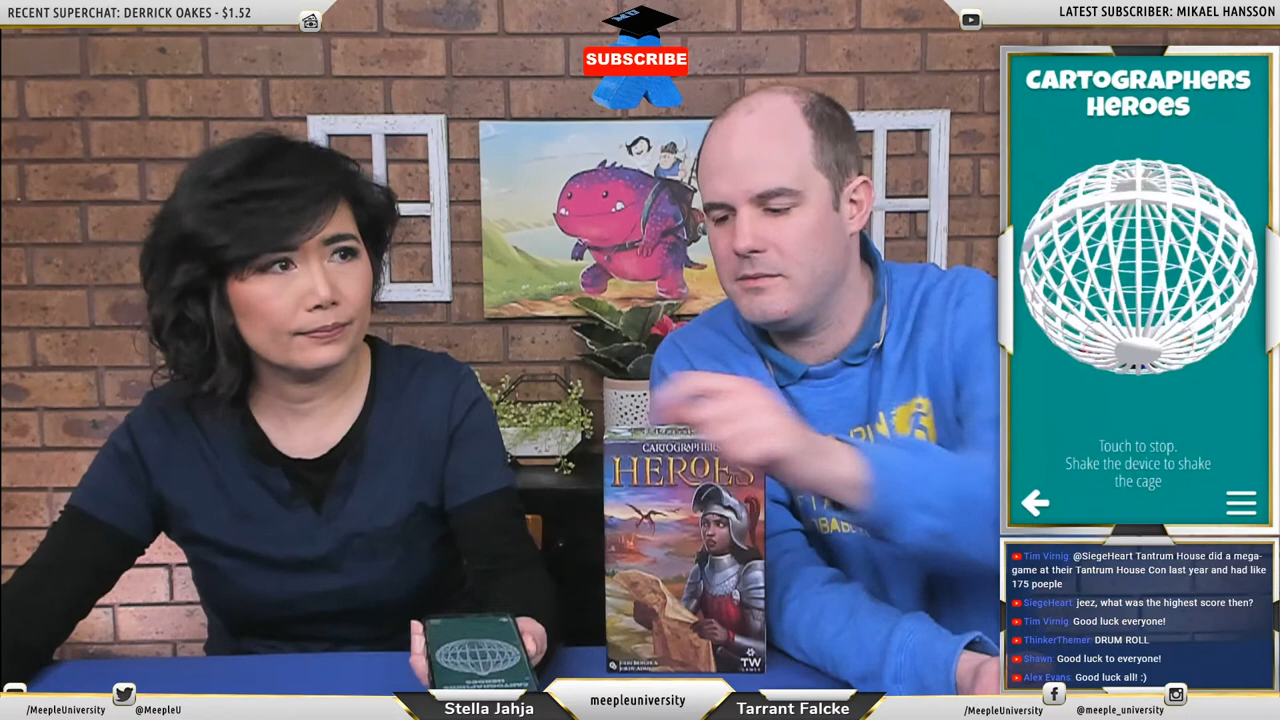 RECENT SUPERCHAT: DERRICK OAKES - $1.52
SUBSCRIBE
LATEST SUBSCRIBER: MIKAEL HANSSON
CARTOGRAPHERS
HEROES
Touch to stop.
Shake the device to shake
the cage
CARTOGRAPHERS
HEROES
TW
Tim Virnig: @SiegeHeart Tantrum House did a mega-
game at their Tantrum House Con last year and had like
175 poeple
SiegeHeart: jeez, what was the highest score then?
Tim Virnig: Good luck everyone!
ThinkerThemer: DRUM ROLL
Shawn: Good luck to everyone!
Alex Evans: Good luck all! :)
/MeepleUniversity
@MeepleU
Stella Jahja
meepleuniversity
Tarrant Falcke
/MeepleUniversity
@meeple_university